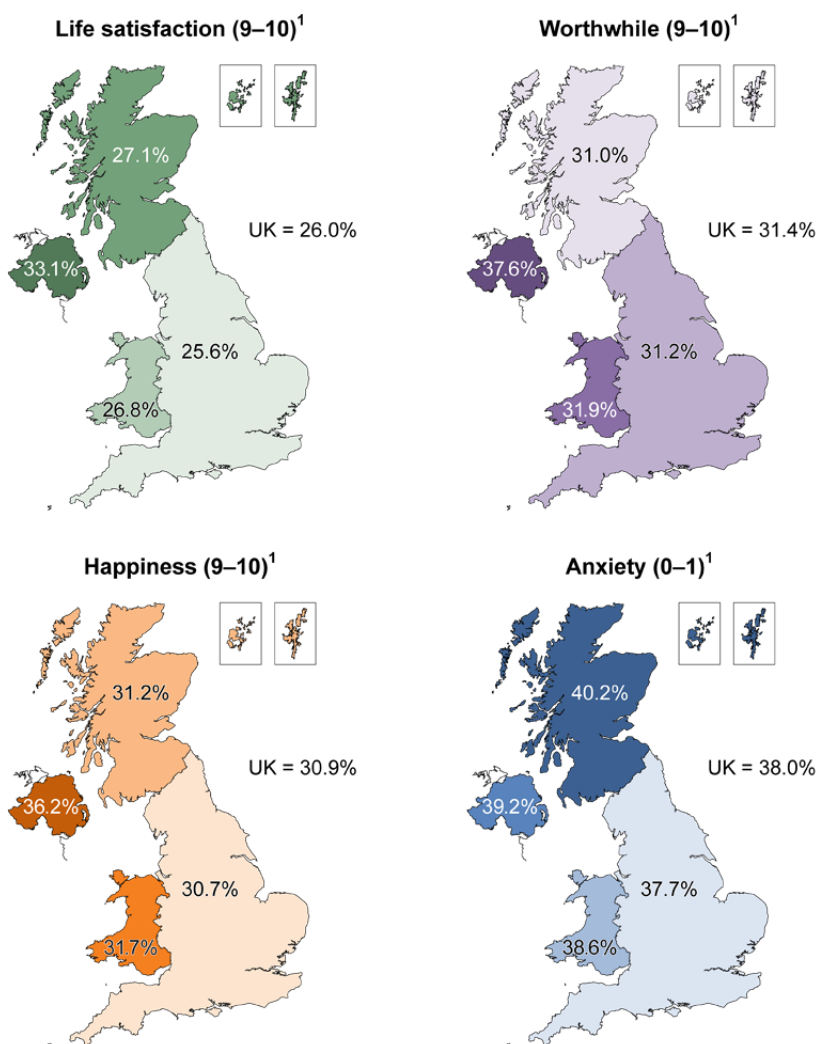 Life satisfaction (9–10)1
27.1%
UK = 26.0%
33.1%
25.6%
26.8%
Worthwhile (9–10)1
31.0%
UK = 31.4%
37.6%
31.2%
31.9%
Happiness (9–10)1
31.2%
UK = 30.9%
36.2%
30.7%
31.7%
Anxiety (0–1)1
40.2%
UK = 38.0%
39.2%
37.7%
38.6%